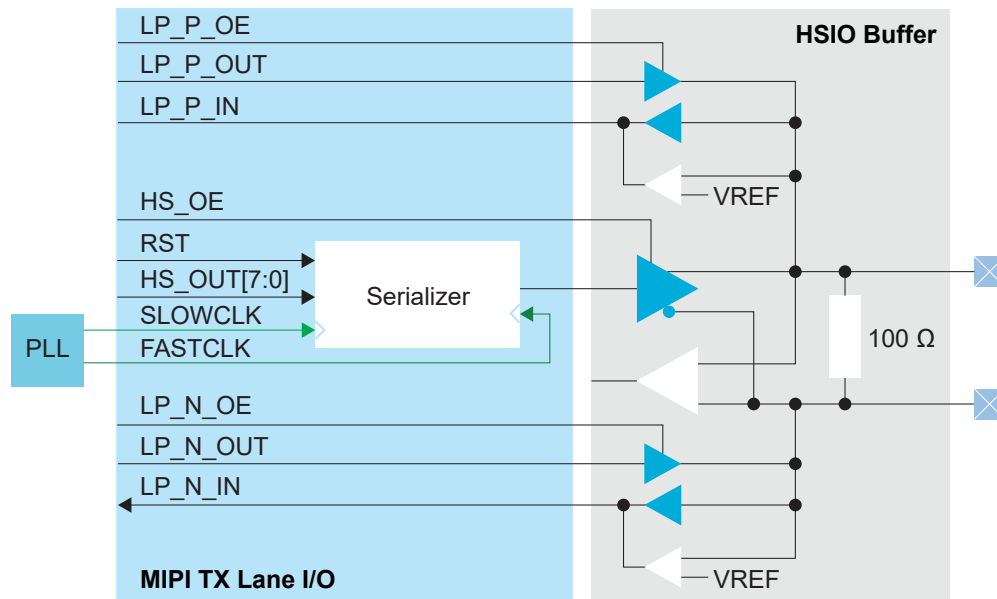 LP_P_OE
HSIO Buffer
LP_P_OUT
LP_P_IN
VREF
HS_OE
RST
HS_OUT[7:0]
Serializer
SLOWCLK
PLL
FASTCLK
100 Ω
LP_N_OE
LP_N_OUT
LP_N_IN
MIPI TX Lane I/O
VREF